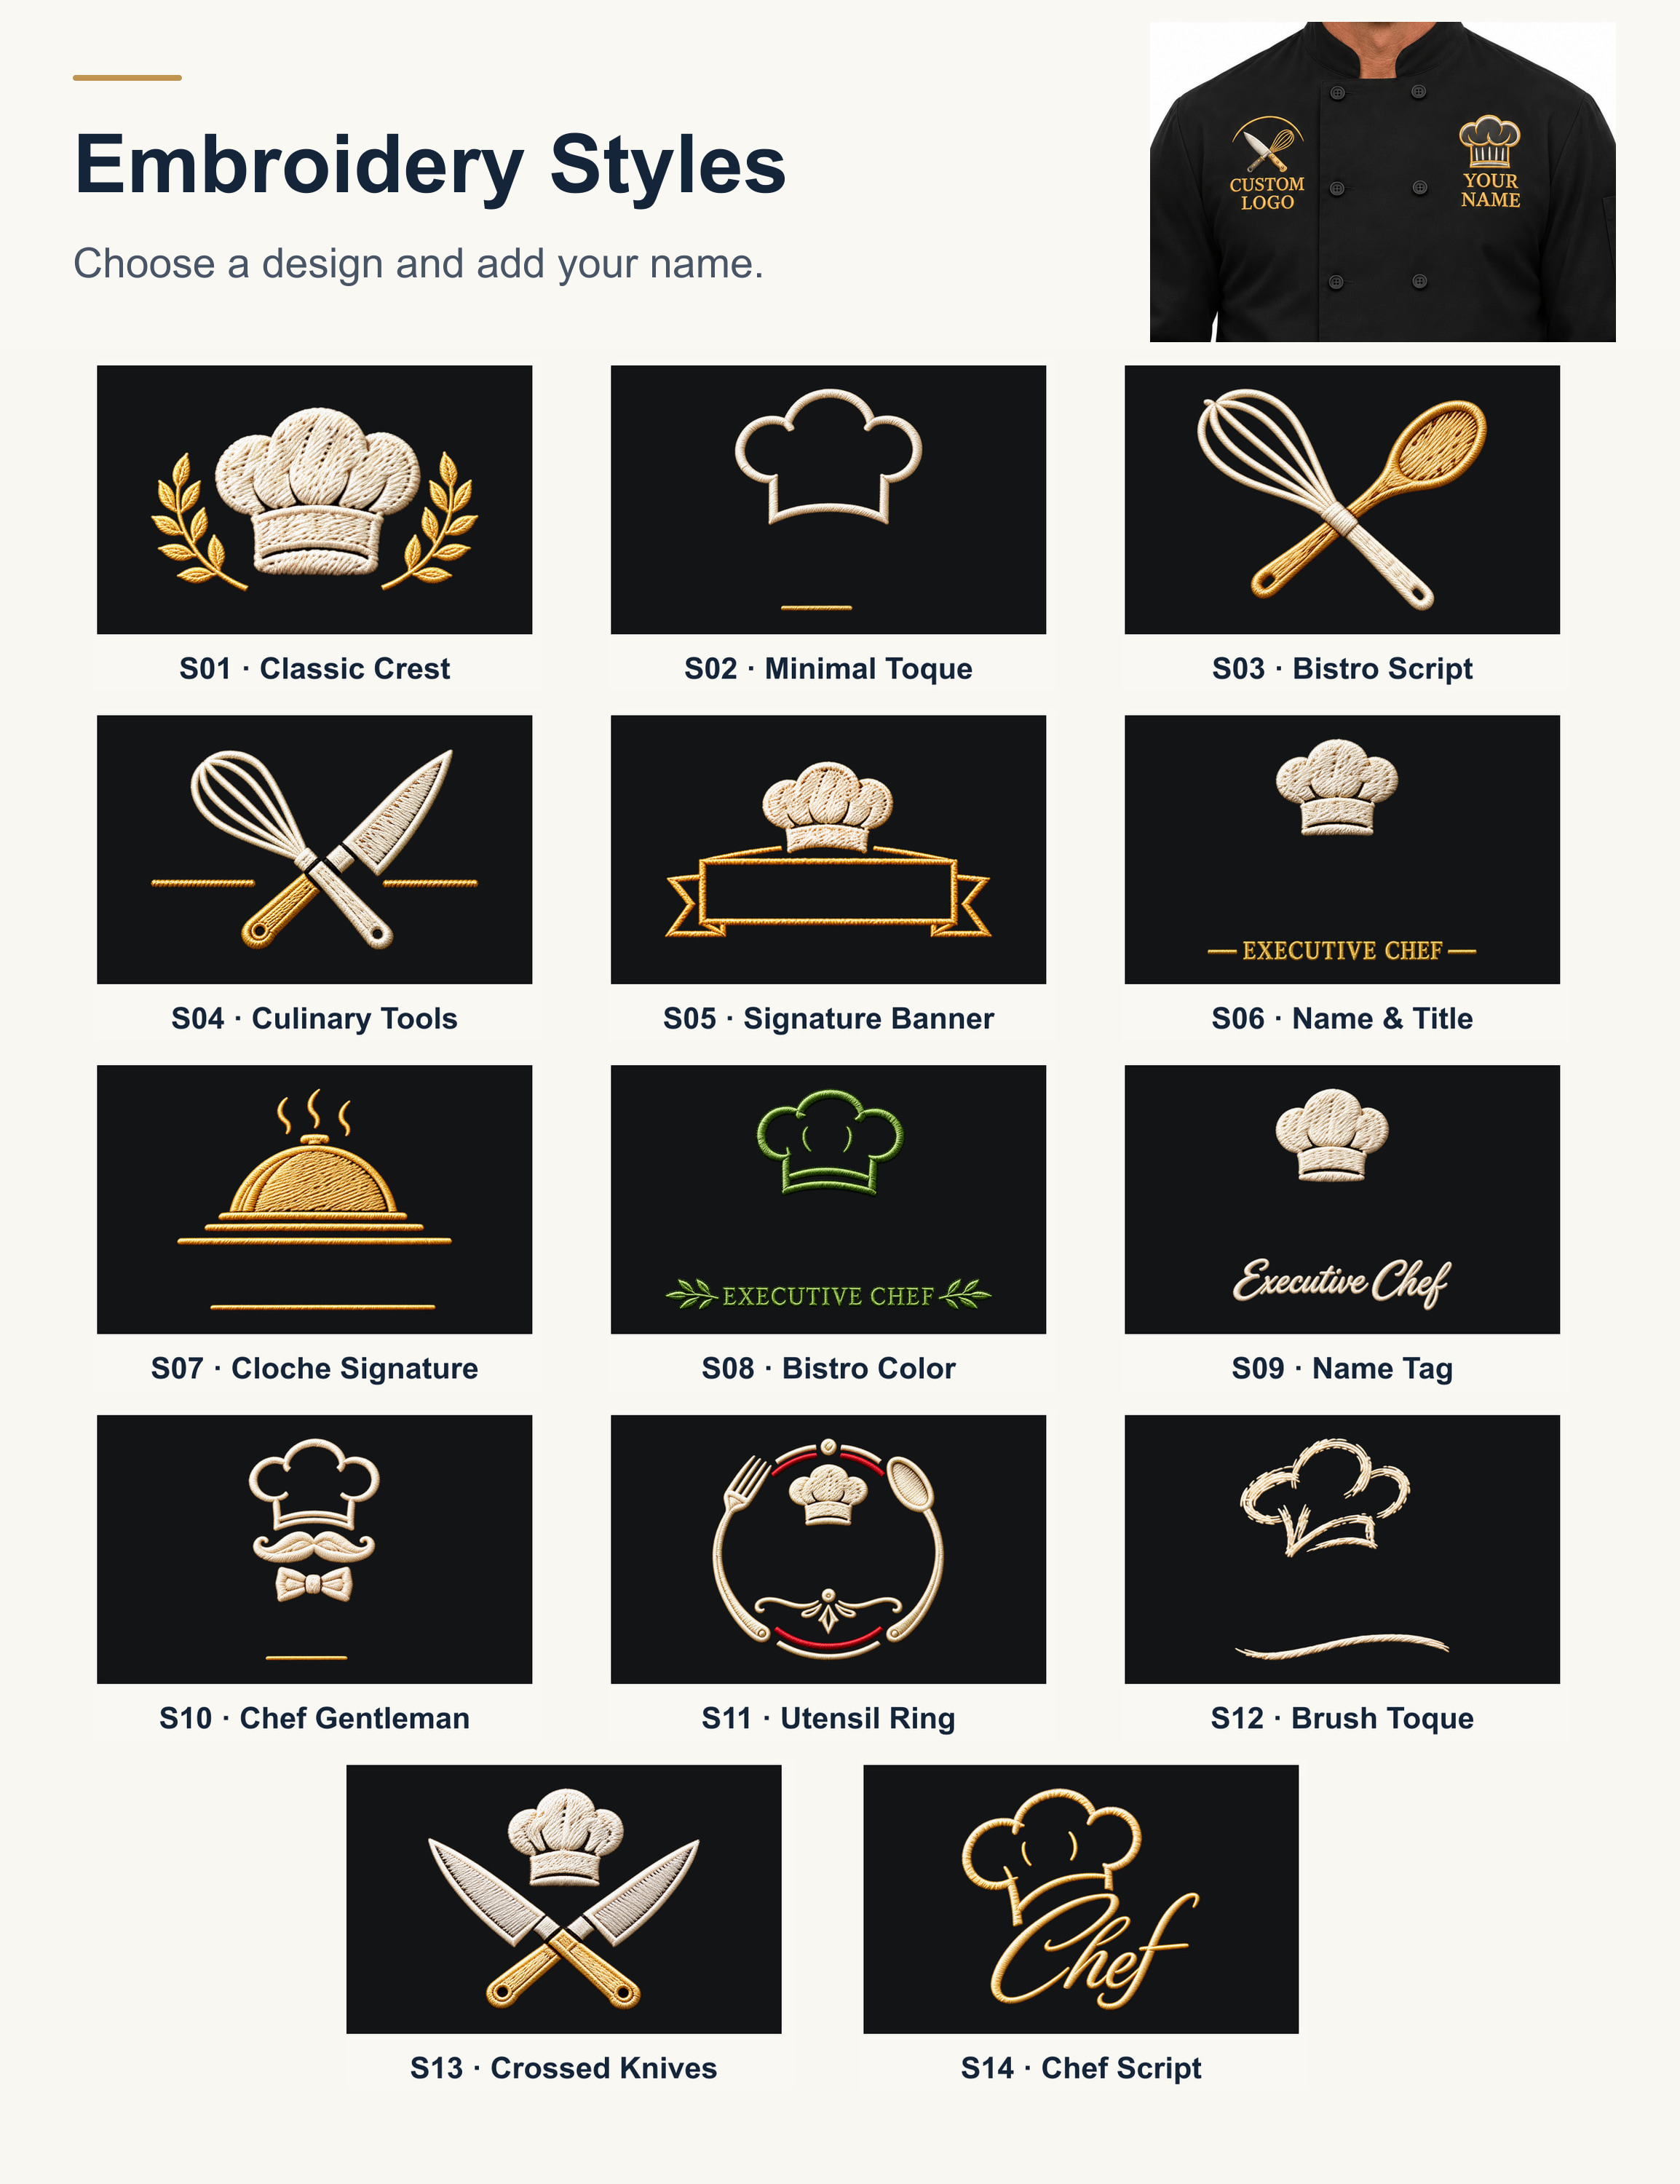 Embroidery Styles
Choose a design and add your name.
CUSTOM
LOGO
YOUR
NAME
S01 · Classic Crest
S02 · Minimal Toque
S03 · Bistro Script
S04 · Culinary Tools
S05 · Signature Banner
EXECUTIVE CHEF
S06 · Name & Title
S07 · Cloche Signature
EXECUTIVE CHEF
S08 · Bistro Color
Executive Chef
S09 · Name Tag
S10 · Chef Gentleman
S11 · Utensil Ring
S12 · Brush Toque
S13 · Crossed Knives
Chef
S14 · Chef Script